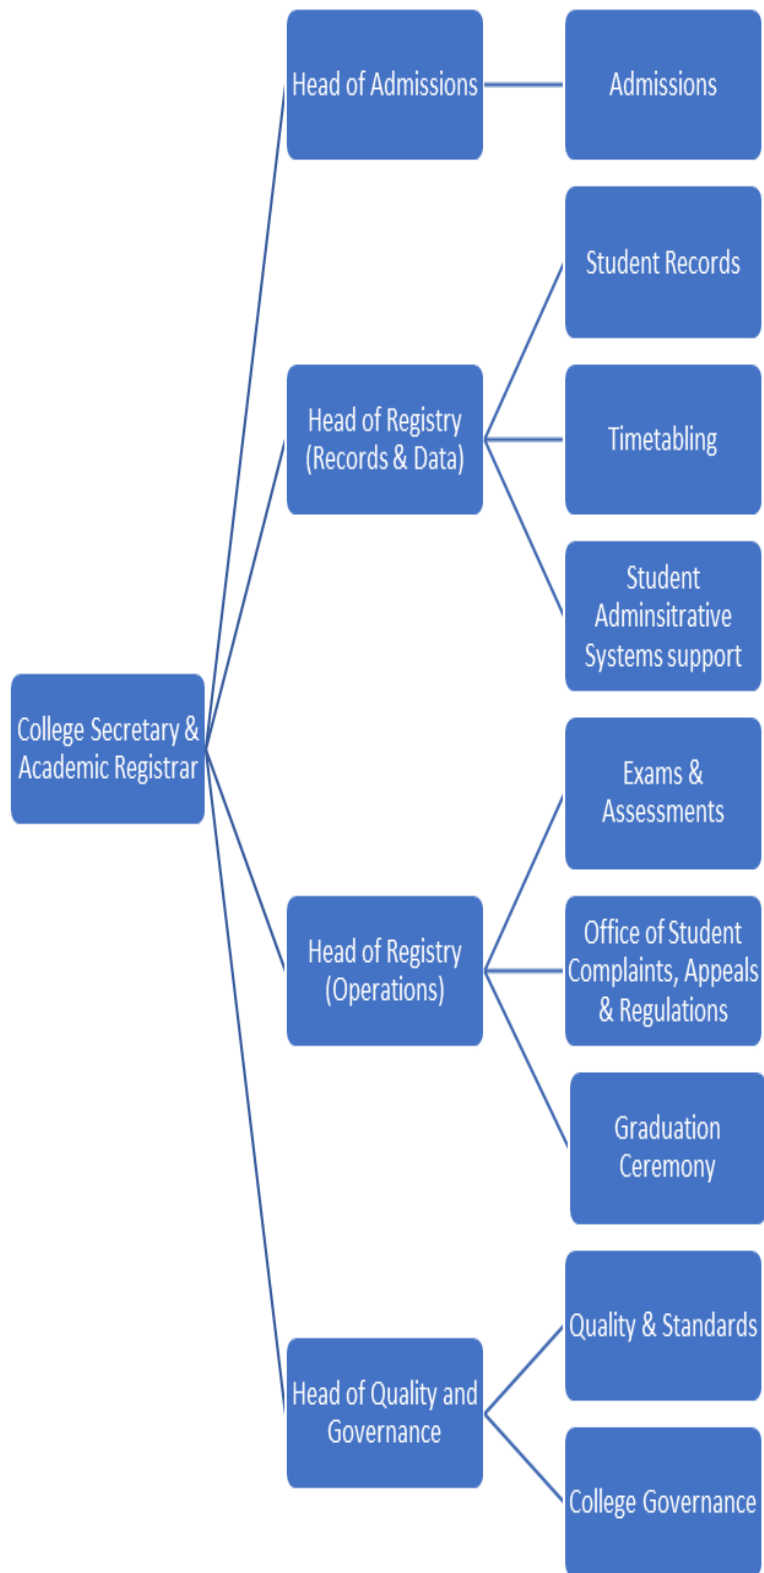 Head of Admissions
Admissions
Student Records
Head of Registry
(Records & Data)
Timetabling
Student
Adminsitrative
Systems support
College Secretary &
Academic Registrar
Exams &
Assessments
Head of Registry
(Operations)
Office of Student
Complaints, Appeals
& Regulations
Graduation
Ceremony
Quality & Standards
Head of Quality and
Governance
College Governance